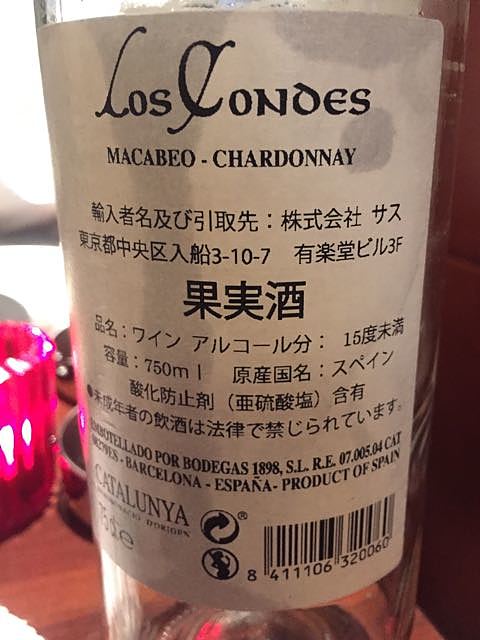 Los Condes
MACABEO - CHARDONNAY
輸入者名及び引取先：株式会社 サス
東京都中央区入船3-10-7 有楽堂ビル3F
果実酒
品名：ワイン アルコール分： 15度未満
容量：750ml 原産国名：スペイン
酸化防止剤（亜硫酸塩）含有
●未成年者の飲酒は法律で禁じられています。
EMBOTELLADO POR BODEGAS 1898, S.L. R.E. 07.005.04 CAT
08279ES - BARCELONA - ESPAÑA- PRODUCT OF SPAIN
CATALUNYA
DENOMINACIÓ D'ORIGEN
75 cl.
®
8 411106 320060